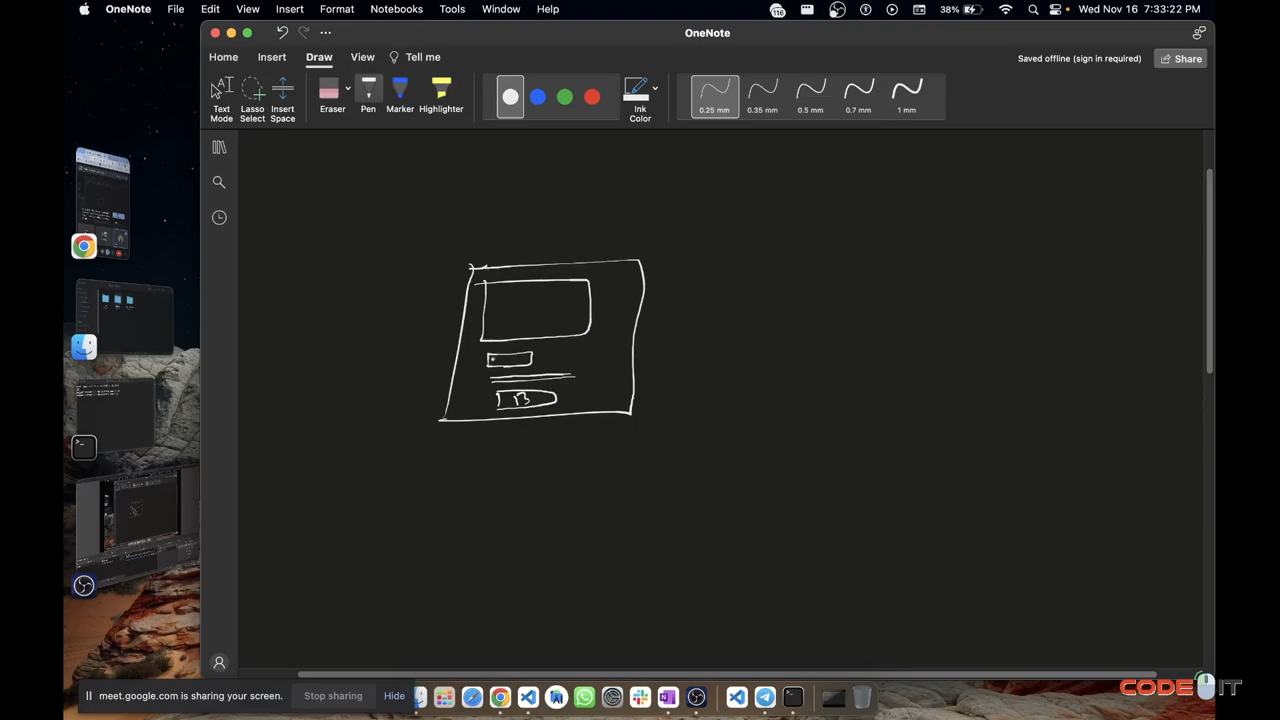 OneNote File Edit View Insert Format Notebooks Tools Window Help
116
38%
Wed Nov 16 7:33:22 PM
OneNote
Home Insert Draw View Tell me
Saved offline (sign in required)
Share
Text Mode
Lasso Select
Insert Space
Eraser
Pen
Marker
Highlighter
Ink Color
0.25 mm
0.35 mm
0.5 mm
0.7 mm
1 mm
B
meet.google.com is sharing your screen.
Stop sharing
Hide
CODE IT